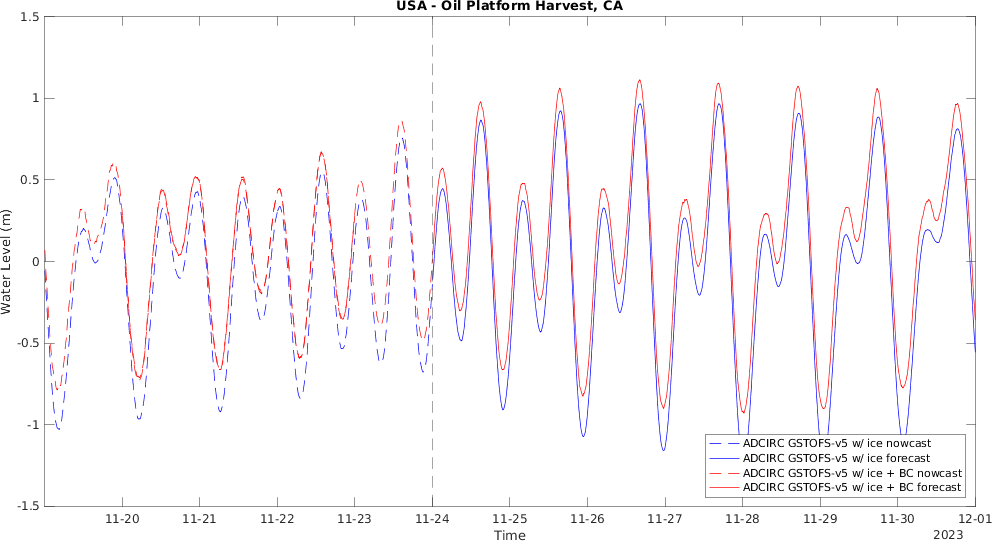 USA - Oil Platform Harvest, CA
1.5
1
0.5
0
-0.5
-1
-1.5
Water Level (m)
11-20 11-21 11-22 11-23 11-24 11-25 11-26 11-27 11-28 11-29 11-30 12-01
Time
2023
ADCIRC GSTOFS-v5 w/ ice nowcast
ADCIRC GSTOFS-v5 w/ ice forecast
ADCIRC GSTOFS-v5 w/ ice + BC nowcast
ADCIRC GSTOFS-v5 w/ ice + BC forecast